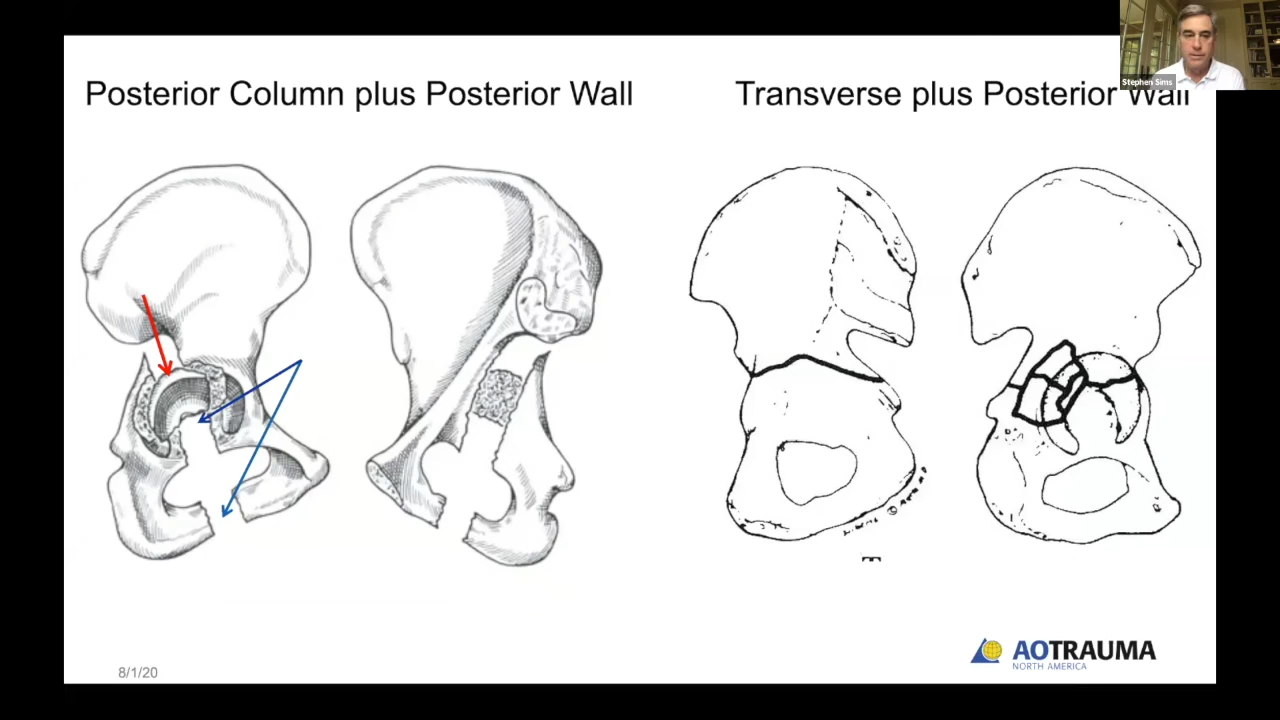 Stephen Sims
Posterior Column plus Posterior Wall
Transverse plus Posterior Wall
AOTRAUMA
NORTH AMERICA
8/1/20